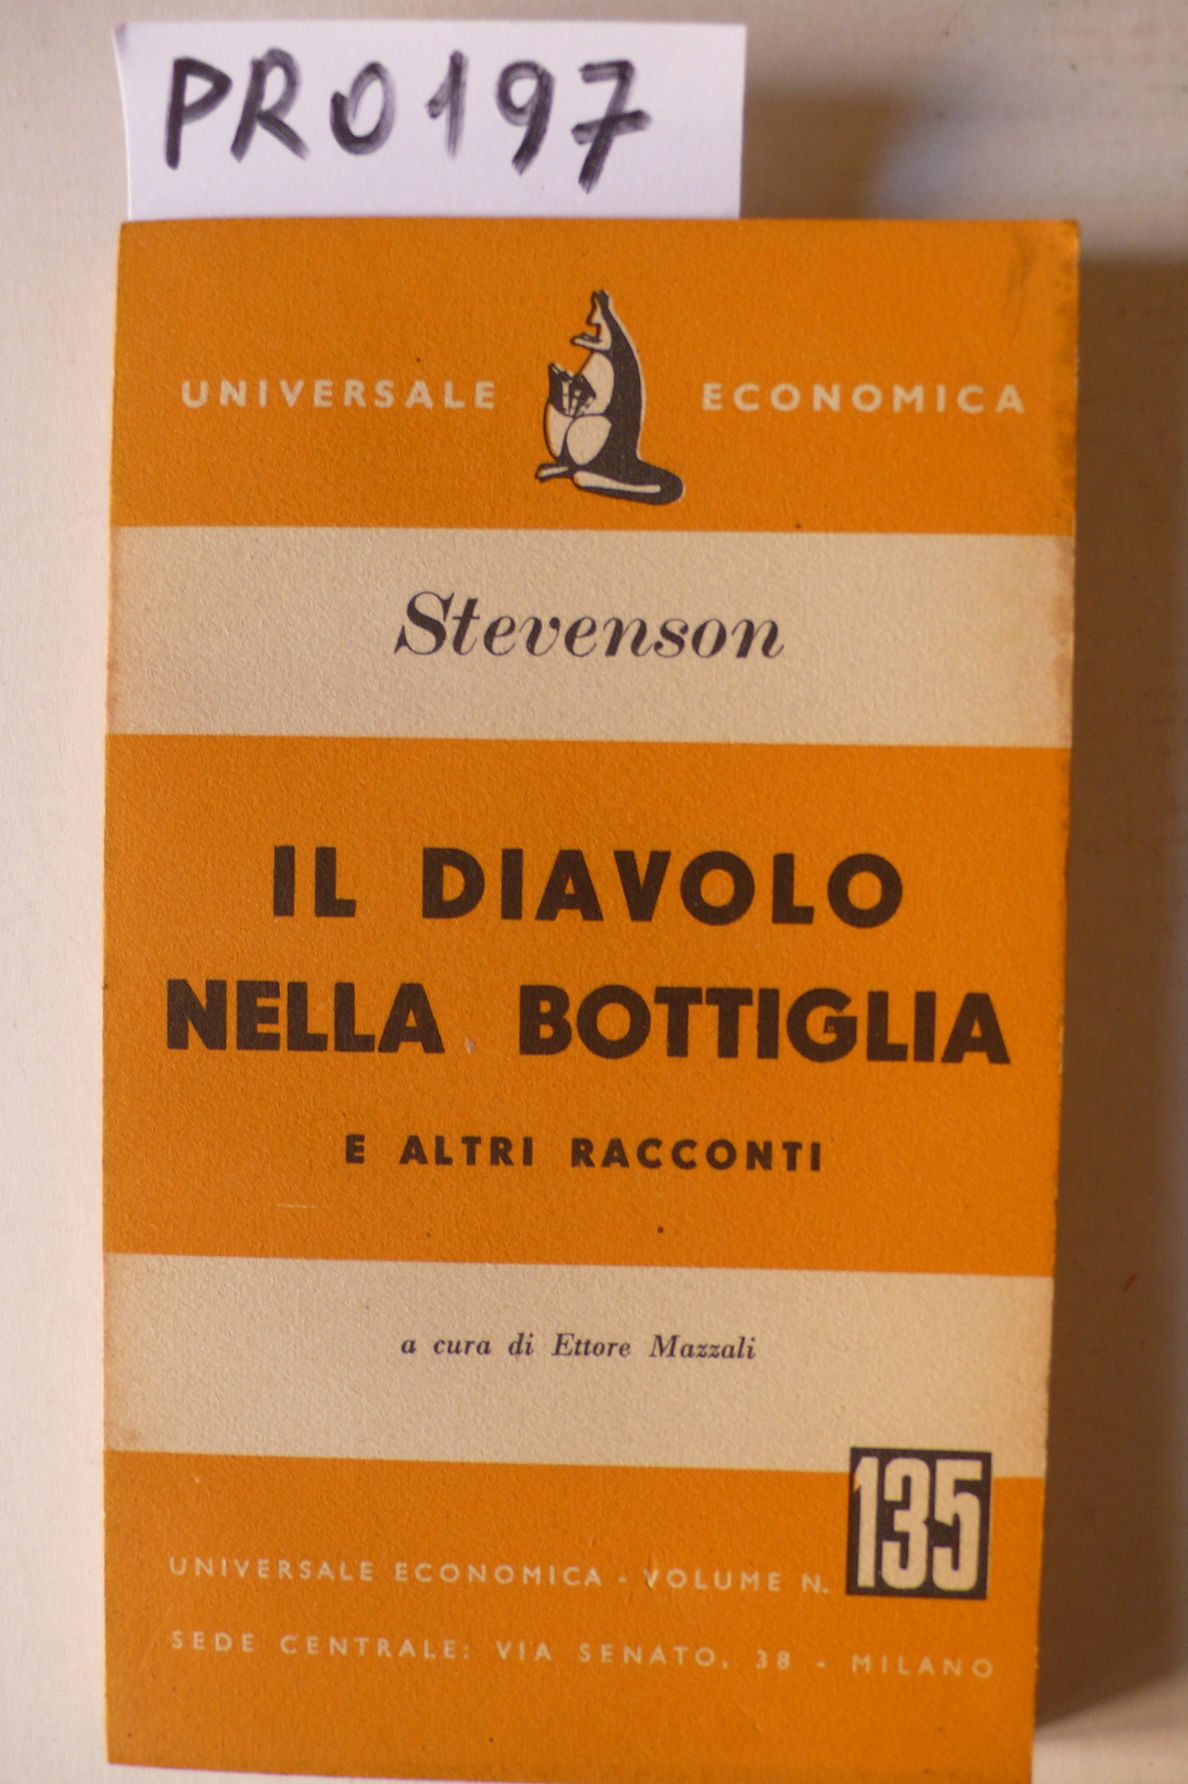 PRO197
UNIVERSALE ECONOMICA
Stevenson
IL DIAVOLO
NELLA BOTTIGLIA
E ALTRI RACCONTI
a cura di Ettore Mazzali
135
UNIVERSALE ECONOMICA - VOLUME N.
SEDE CENTRALE: VIA SENATO, 38 - MILANO